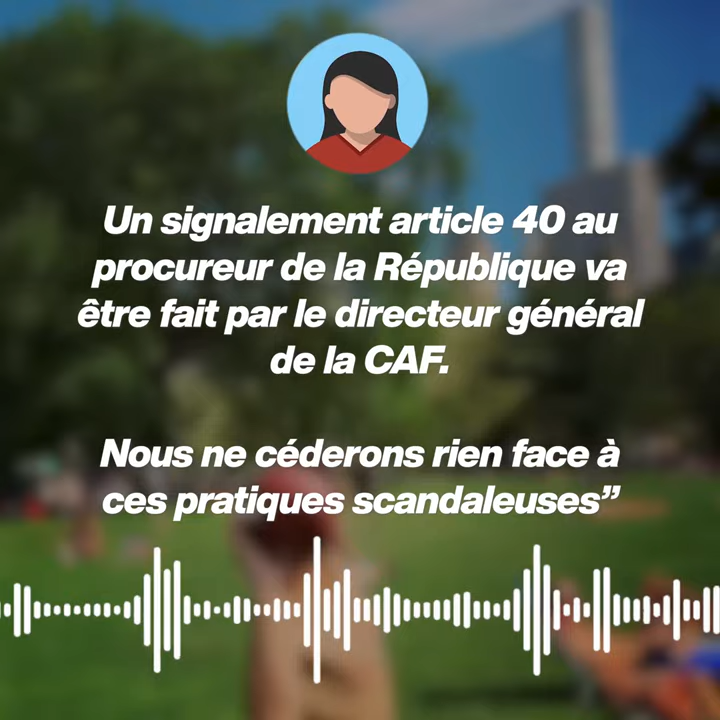 Un signalement article 40 au
procureur de la République va
être fait par le directeur général
de la CAF.
Nous ne céderons rien face à
ces pratiques scandaleuses”